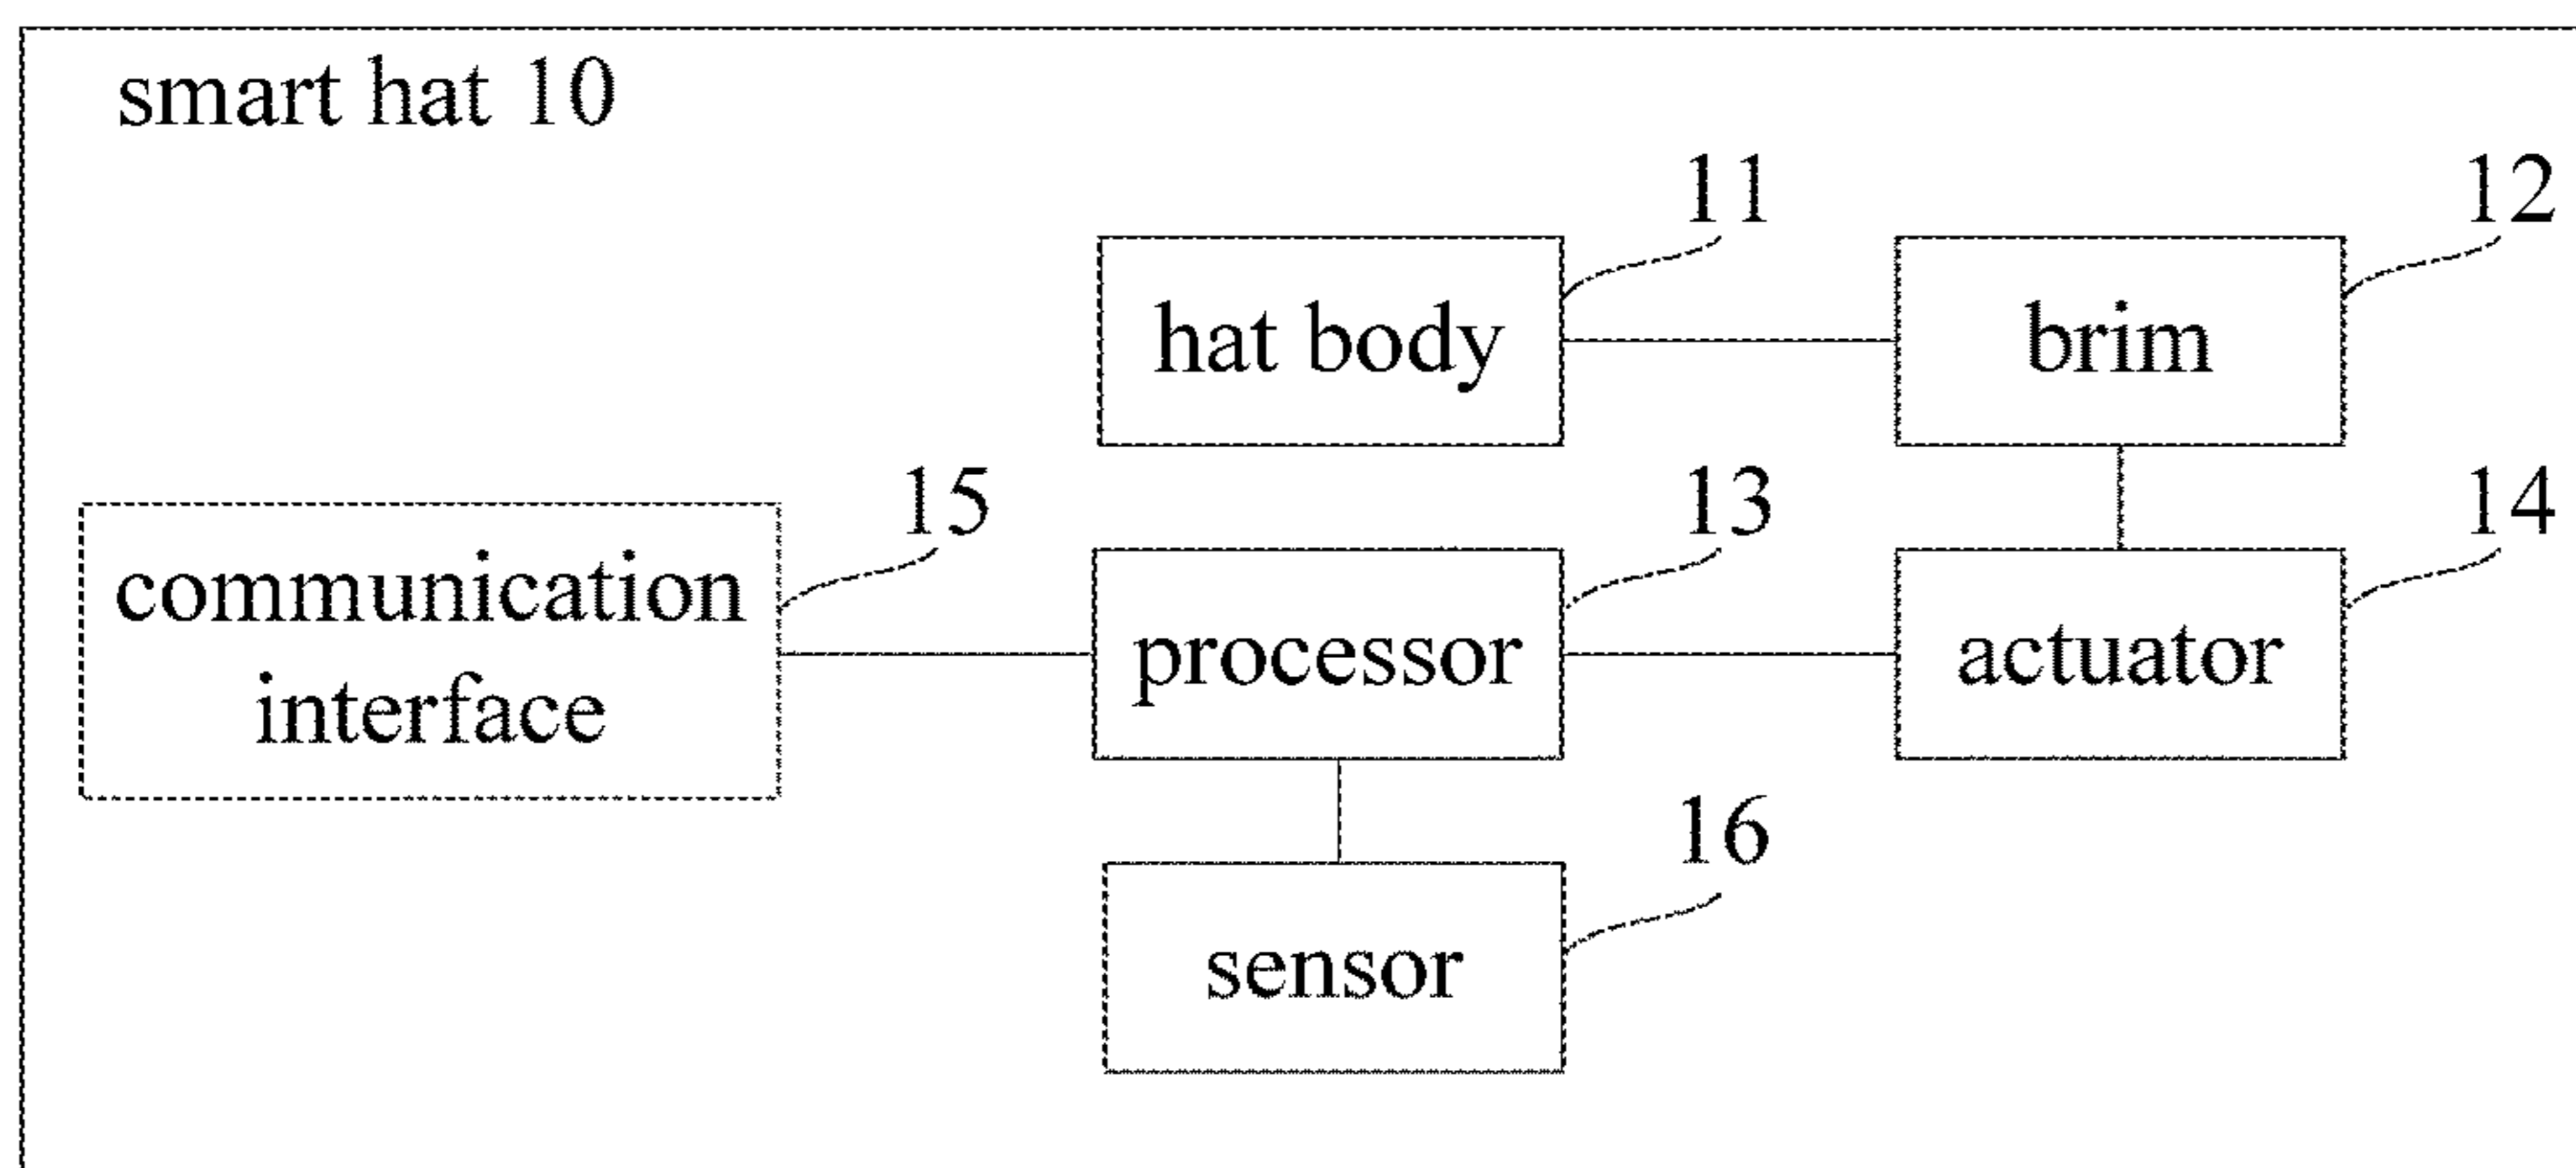 smart hat 10
11
12
hat body
brim
15
13
14
communication
interface
processor
actuator
16
sensor